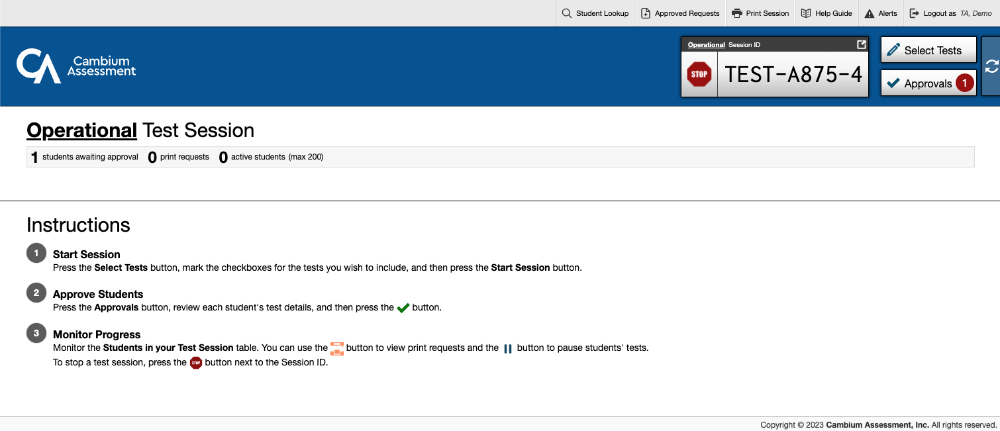 Student Lookup Approved Requests Print Session Help Guide Alerts Logout as TA, Demo
Cambium
Assessment
Operational Session ID
STOP TEST-A875-4
Select Tests
Approvals 1
Operational Test Session
1 students awaiting approval 0 print requests 0 active students (max 200)
Instructions
1 Start Session
Press the Select Tests button, mark the checkboxes for the tests you wish to include, and then press the Start Session button.
2 Approve Students
Press the Approvals button, review each student's test details, and then press the button.
3 Monitor Progress
Monitor the Students in your Test Session table. You can use the button to view print requests and the button to pause students' tests.
To stop a test session, press the STOP button next to the Session ID.
Copyright © 2023 Cambium Assessment, Inc. All rights reserved.